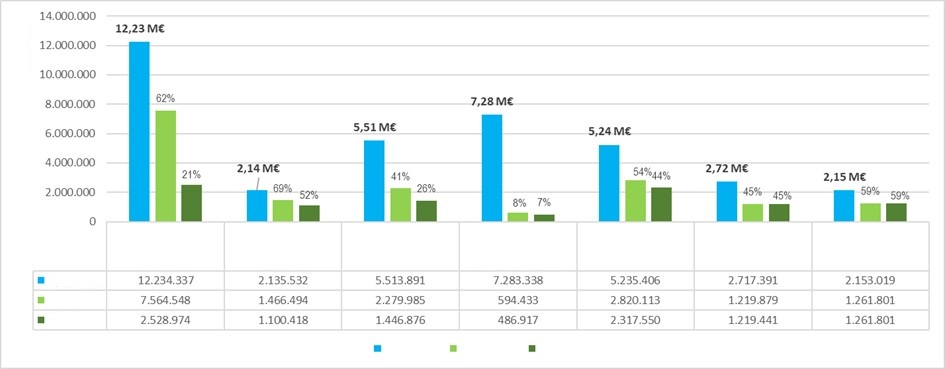 14.000.000
12.000.000
10.000.000
8.000.000
6.000.000
4.000.000
2.000.000
0
12,23 M€
62%
21%
2,14 M€
69%
52%
5,51 M€
41%
26%
7,28 M€
8%
7%
5,24 M€
54%
44%
2,72 M€
45%
45%
2,15 M€
59%
59%
12.234.337 2.135.532 5.513.891 7.283.338 5.235.406 2.717.391 2.153.019
7.564.548 1.466.494 2.279.985 594.433 2.820.113 1.219.879 1.261.801
2.528.974 1.100.418 1.446.876 486.917 2.317.550 1.219.441 1.261.801